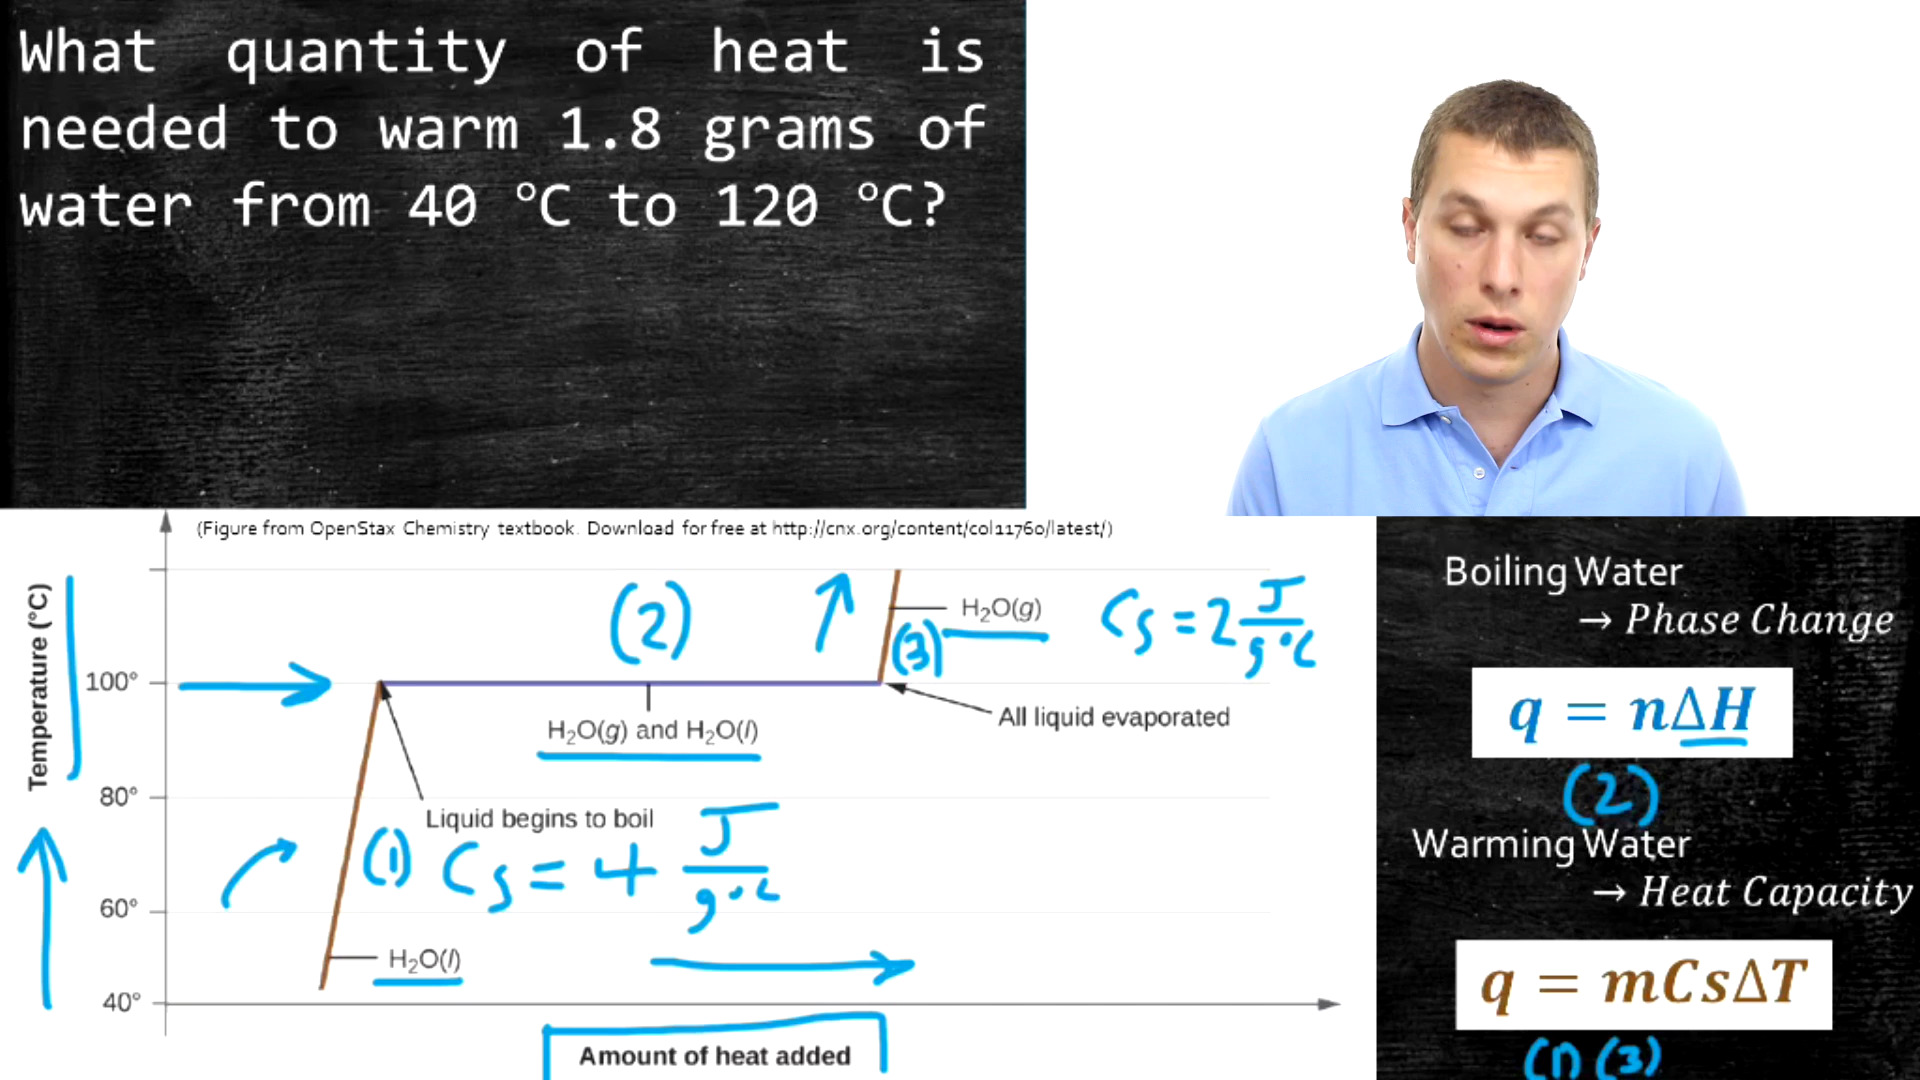 What quantity of heat is
needed to warm 1.8 grams of
water from 40 °C to 120 °C?
(Figure from OpenStax Chemistry textbook. Download for free at http://cnx.org/content/col11760/latest/)
Temperature (°C)
100°
80°
60°
40°
(2)
(3)
H₂O(g)
Cs = 2 J/g°C
H₂O(g) and H₂O(l)
All liquid evaporated
Liquid begins to boil
(1) Cs = 4 J/g°C
H₂O(l)
Amount of heat added
Boiling Water
→ Phase Change
q = nΔH
(2)
Warming Water
→ Heat Capacity
q = mCsΔT
(1) (3)